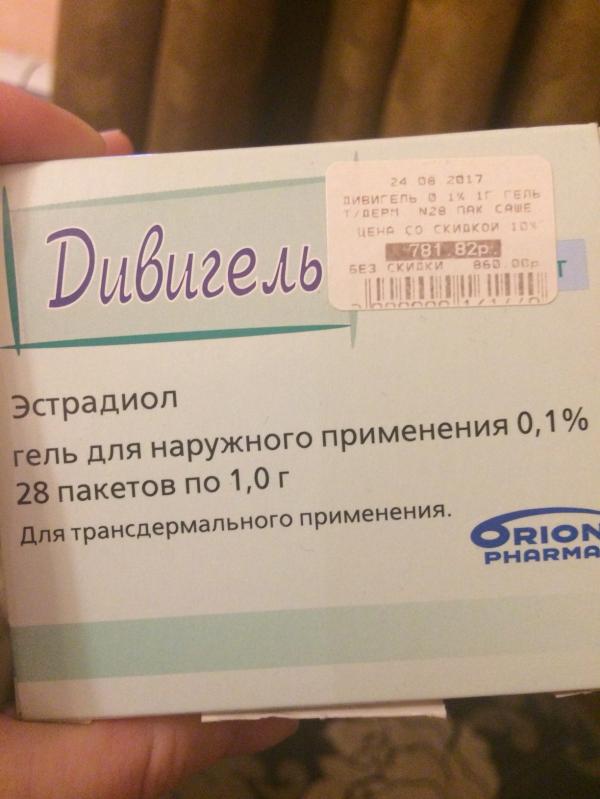 24 08 2017
ДИВИГЕЛЬ 0 1% 1Г ГЕЛЬ
Т/ДЕРМ N28 ПАК САШЕ
ЦЕНА СО СКИДКОЙ 10%
781 82р.
БЕЗ СКИДКИ 860.00р
Дивигель
Эстрадиол
гель для наружного применения 0,1%
28 пакетов по 1,0 г
Для трансдермального применения.
ORION
PHARMA